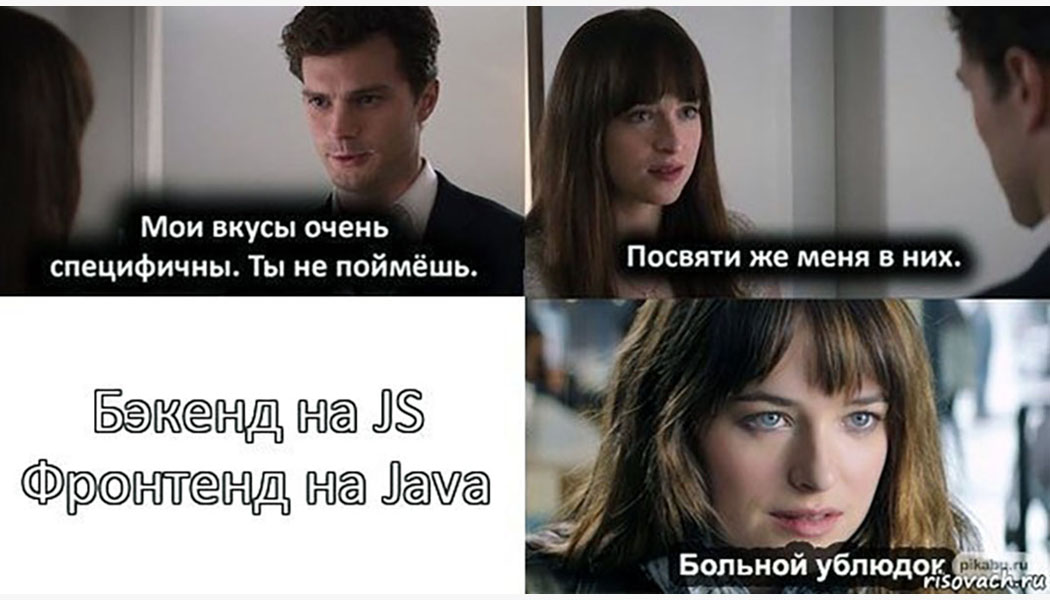 Мои вкусы очень
специфичны. Ты не поймёшь.
Посвяти же меня в них.
Бэкенд на JS
Фронтенд на Java
Больной ублюдок
pikabu.ru
risovach.ru